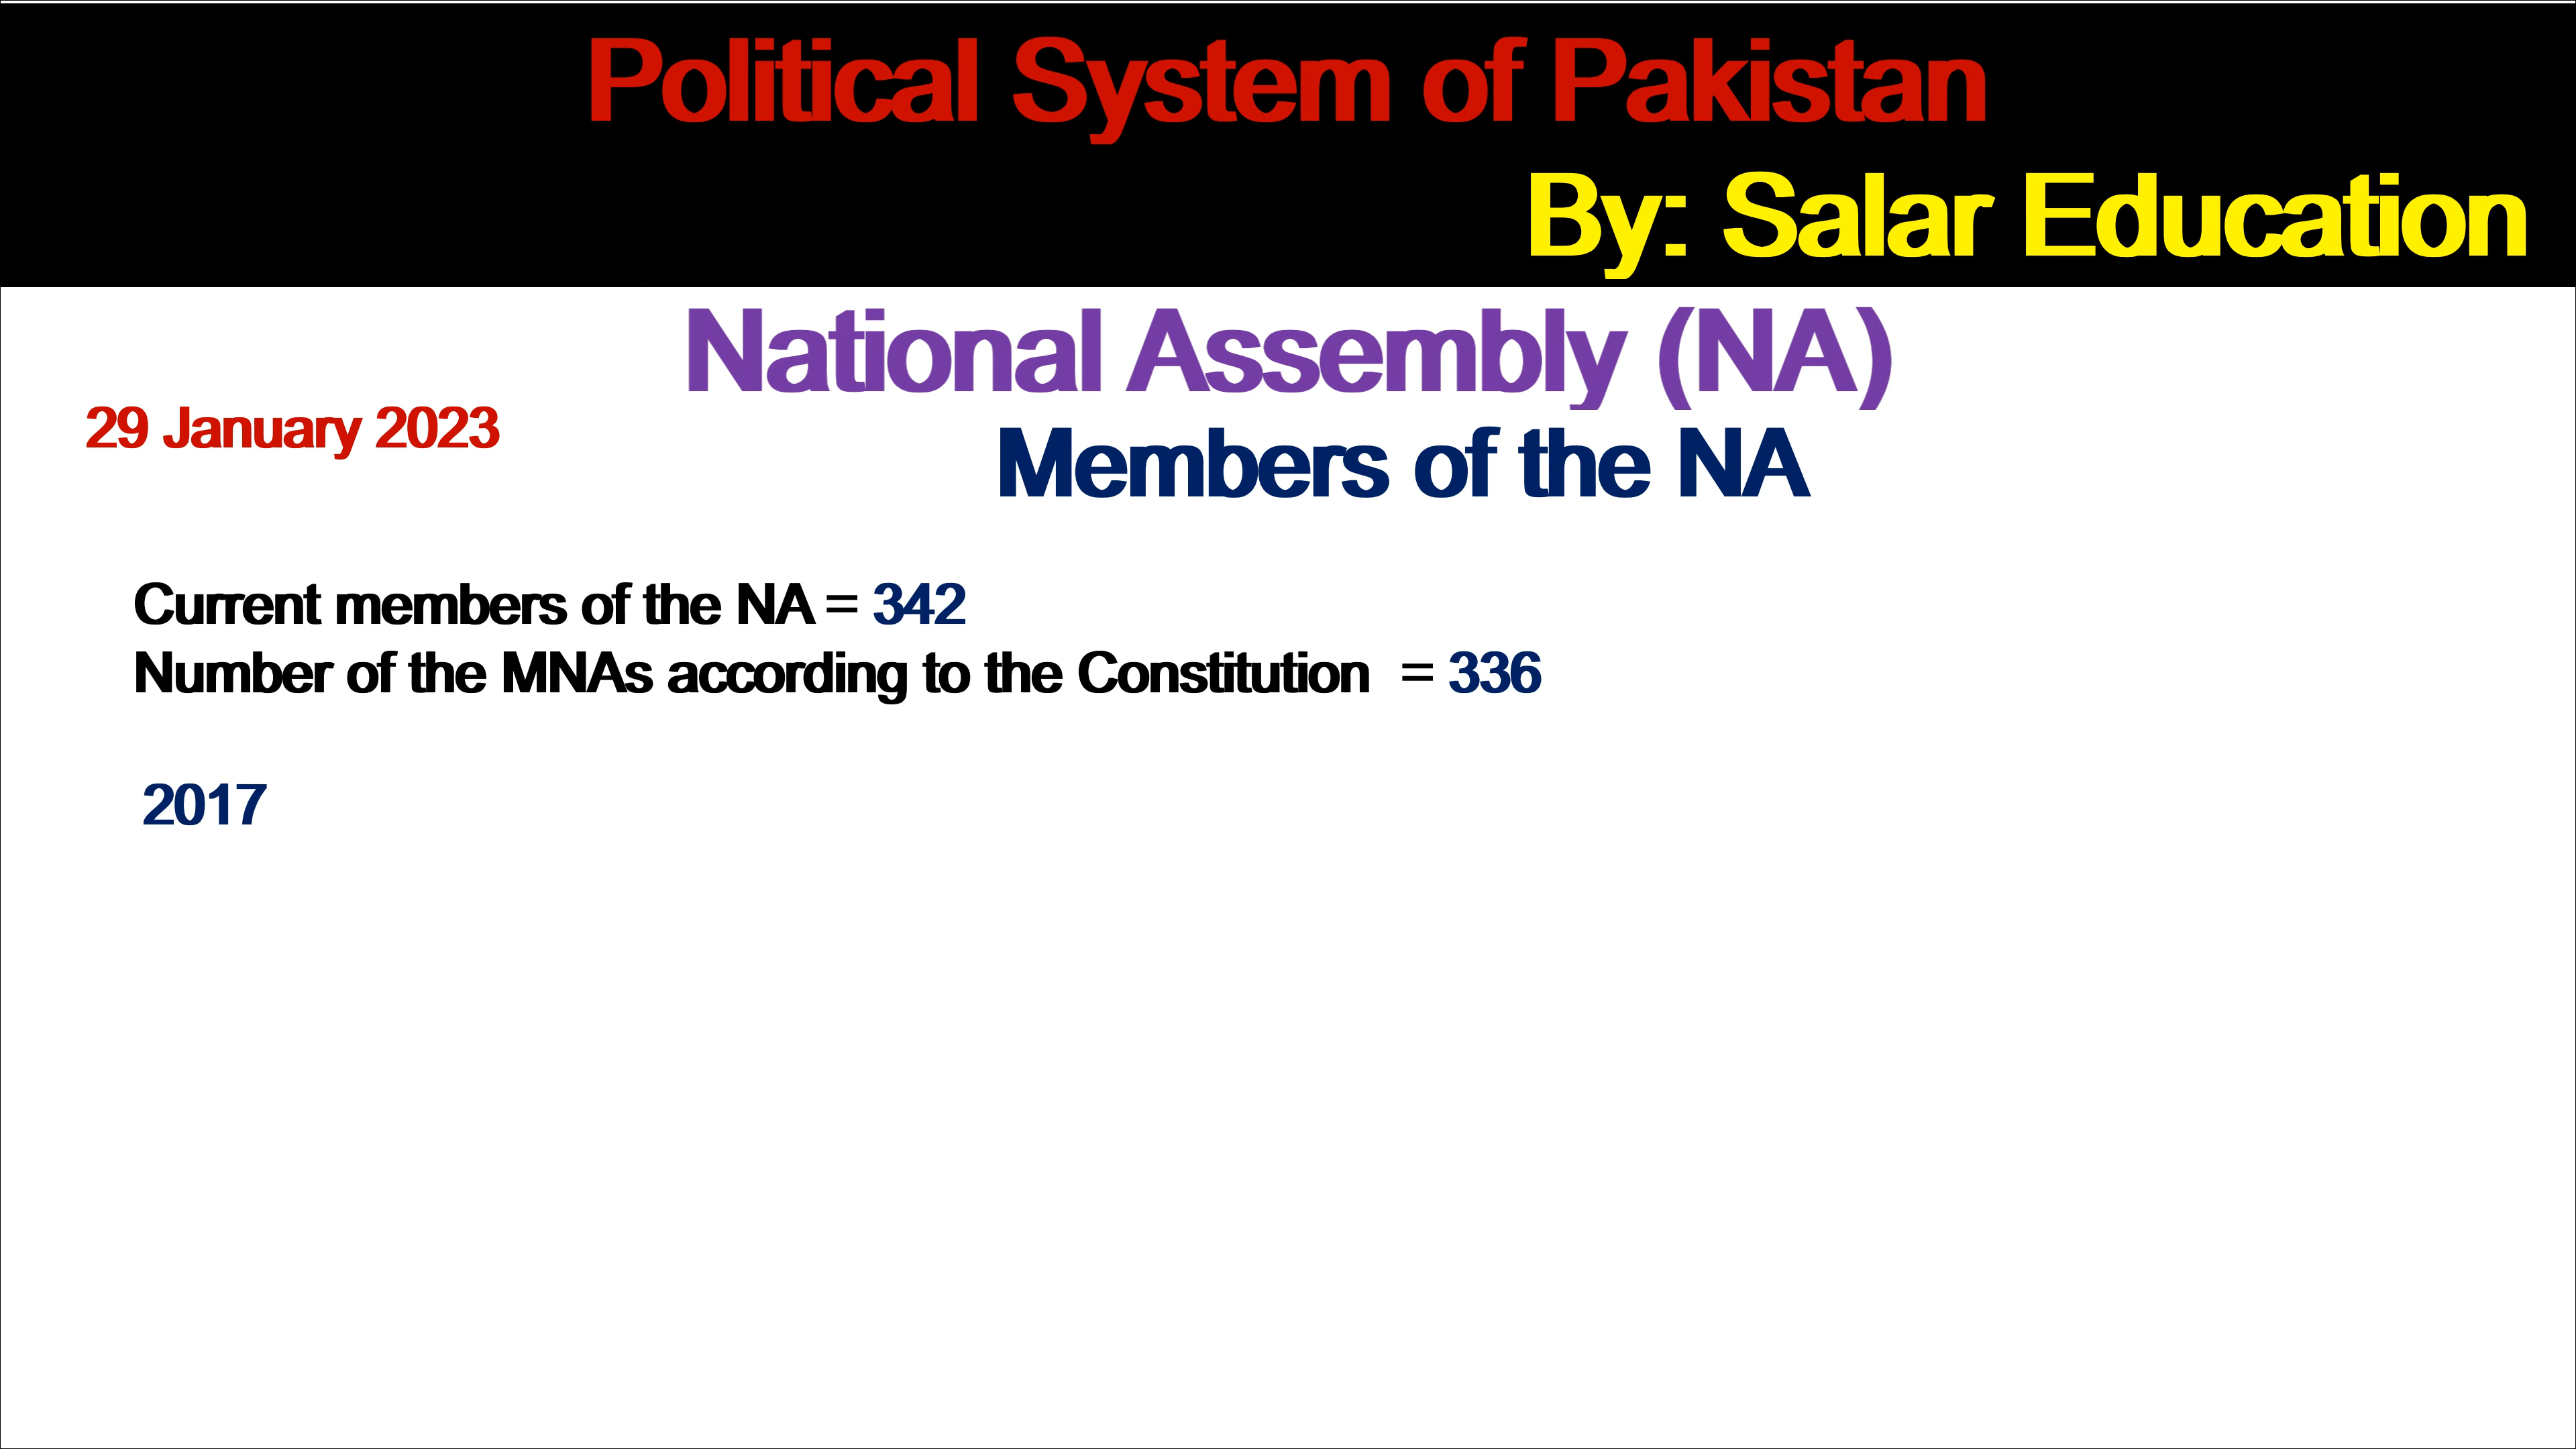 Political System of Pakistan
By: Salar Education
National Assembly (NA)
29 January 2023
Members of the NA
Current members of the NA = 342
Number of the MNAs according to the Constitution = 336
2017